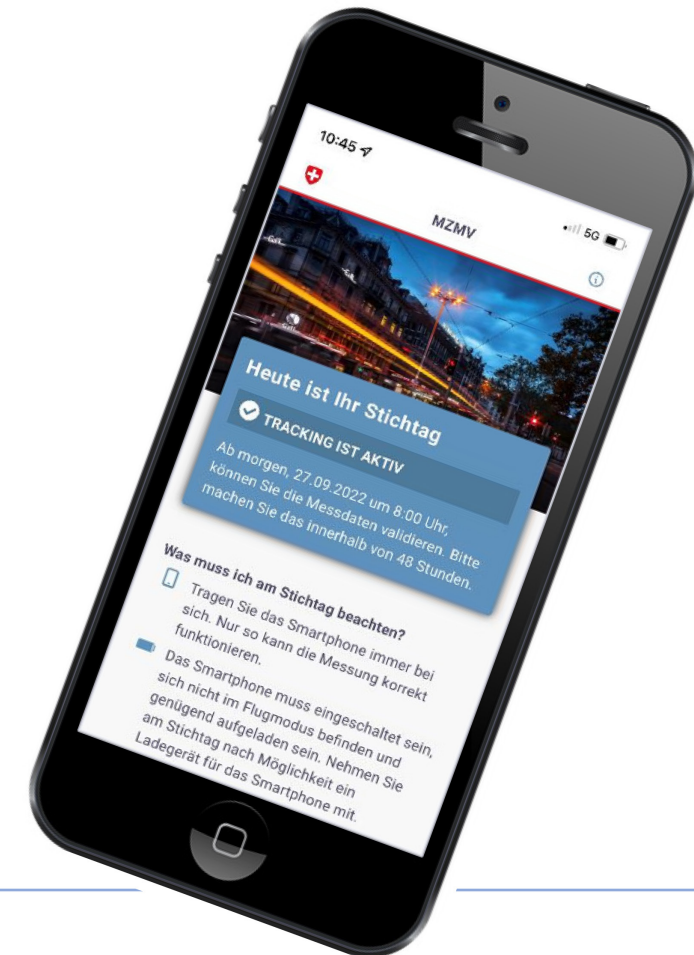 10:45
5G
MZMV
Heute ist Ihr Stichtag
TRACKING IST AKTIV
Ab morgen, 27.09.2022 um 8:00 Uhr,
können Sie die Messdaten validieren. Bitte
machen Sie das innerhalb von 48 Stunden.
Was muss ich am Stichtag beachten?
Tragen Sie das Smartphone immer bei
sich. Nur so kann die Messung korrekt
funktionieren.
Das Smartphone muss eingeschaltet sein,
sich nicht im Flugmodus befinden und
genügend aufgeladen sein. Nehmen Sie
am Stichtag nach Möglichkeit ein
Ladegerät für das Smartphone mit.